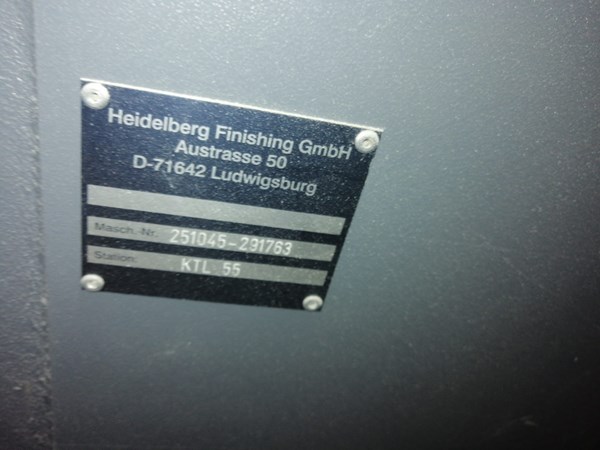 Heidelberg Finishing GmbH
Austrasse 50
D-71642 Ludwigsburg
Masch.-Nr. 251045-291763
Station: KTL 55